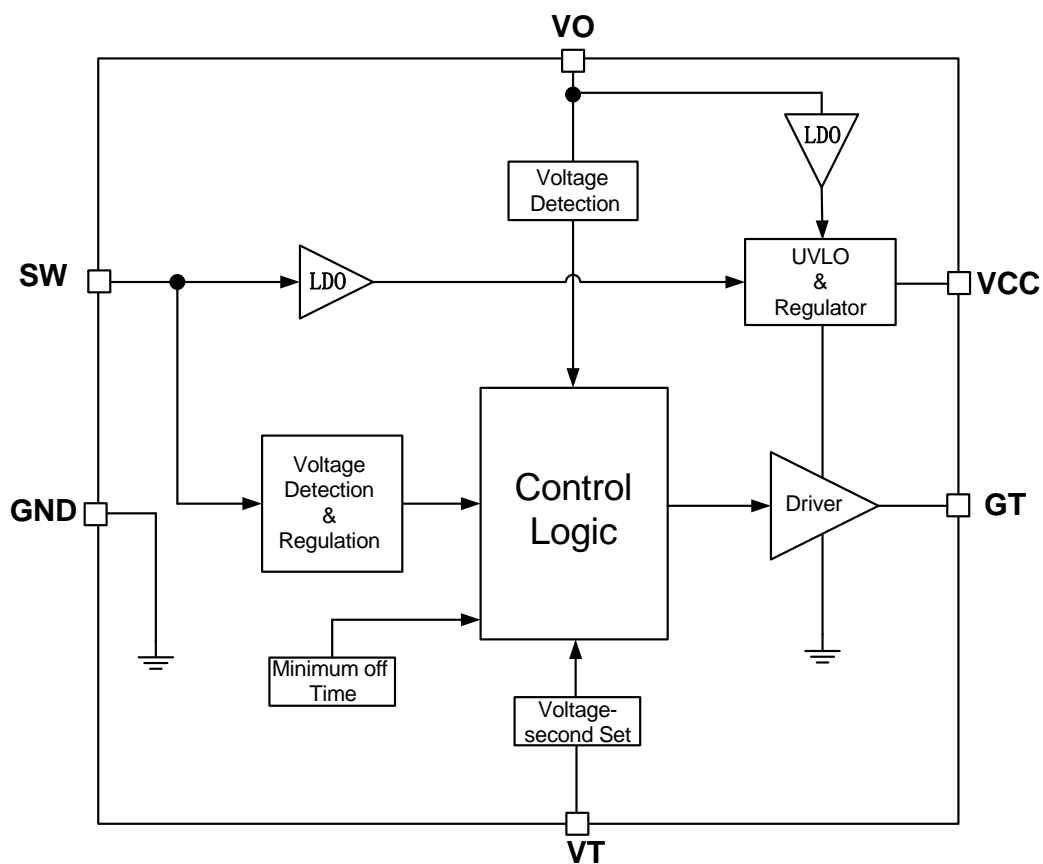 VO
LDO
Voltage
Detection
SW
LDO
UVLO
&
Regulator
VCC
Voltage
Detection
&
Regulation
Control
Logic
Driver
GND
GT
Minimum off
Time
Voltage-
second Set
VT